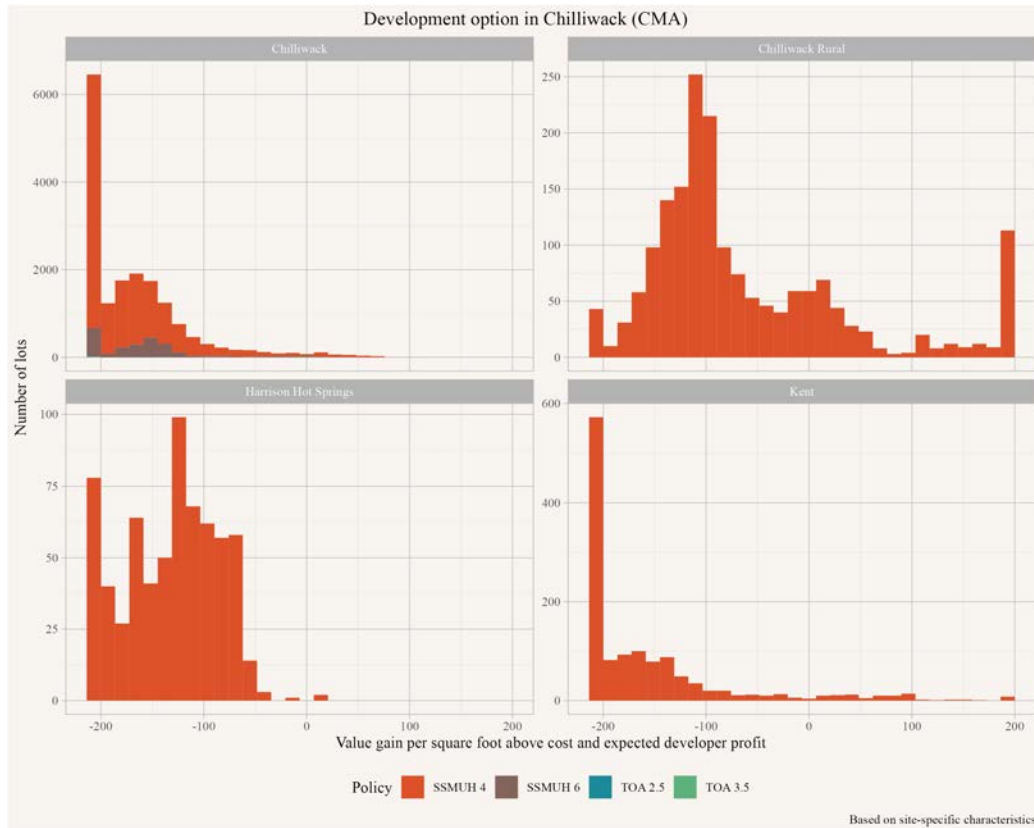 Development option in Chilliwack (CMA)
Chilliwack
Chilliwack Rural
6000
4000
2000
0
250
200
150
100
50
0
Number of lots
Harrison Hot Springs
Kent
100
75
50
25
0
600
400
200
0
-200 -100 0 100 200
-200 -100 0 100 200
Value gain per square foot above cost and expected developer profit
Policy SSMUH 4 SSMUH 6 TOA 2.5 TOA 3.5
Based on site-specific characteristics